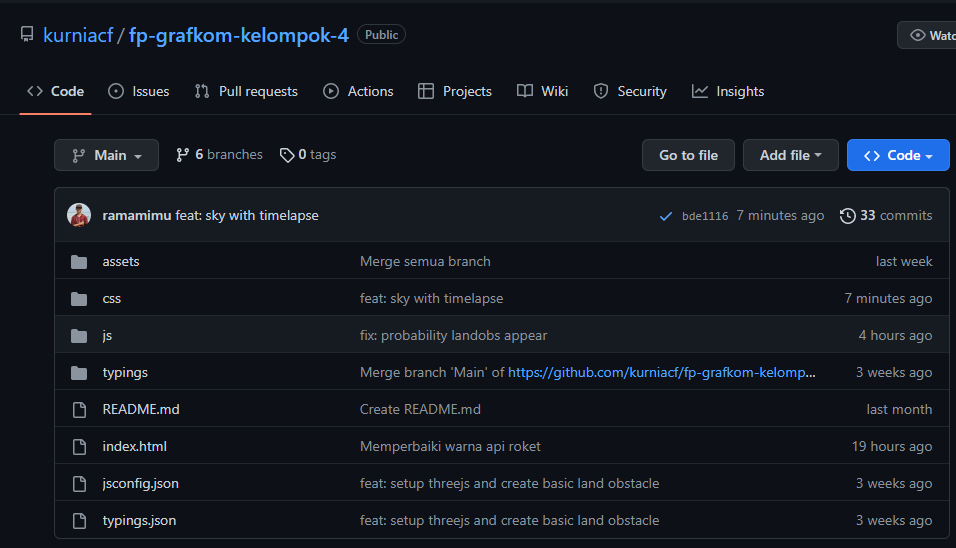 kurniacf / fp-grafkom-kelompok-4 Public
Watc
Code Issues Pull requests Actions Projects Wiki Security Insights
Main 6 branches 0 tags Go to file Add file Code
ramamimu feat: sky with timelapse bde1116 7 minutes ago 33 commits
assets Merge semua branch last week
css feat: sky with timelapse 7 minutes ago
js fix: probability landobs appear 4 hours ago
typings Merge branch 'Main' of https://github.com/kurniacf/fp-grafkom-kelomp... 3 weeks ago
README.md Create README.md last month
index.html Memperbaiki warna api roket 19 hours ago
jsconfig.json feat: setup threejs and create basic land obstacle 3 weeks ago
typings.json feat: setup threejs and create basic land obstacle 3 weeks ago